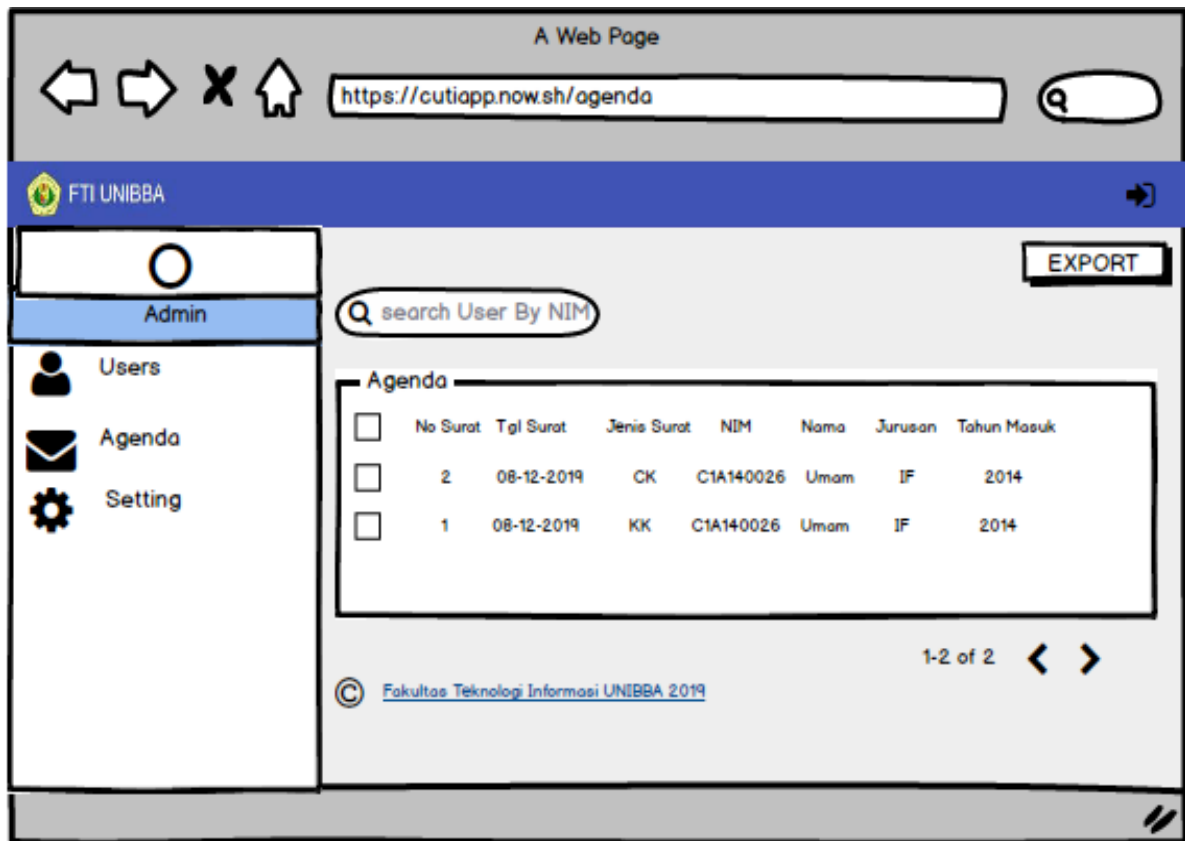 A Web Page
https://cutiapp.now.sh/agenda
FTI UNIBBA
EXPORT
Admin
search User By NIM
Users
Agenda
Setting
Agenda
No Surat Tgl Surat Jenis Surat NIM Nama Jurusan Tahun Masuk
2 08-12-2019 CK C1A140026 Umam IF 2014
1 08-12-2019 KK C1A140026 Umam IF 2014
1-2 of 2
© Fakultas Teknologi Informasi UNIBBA 2019